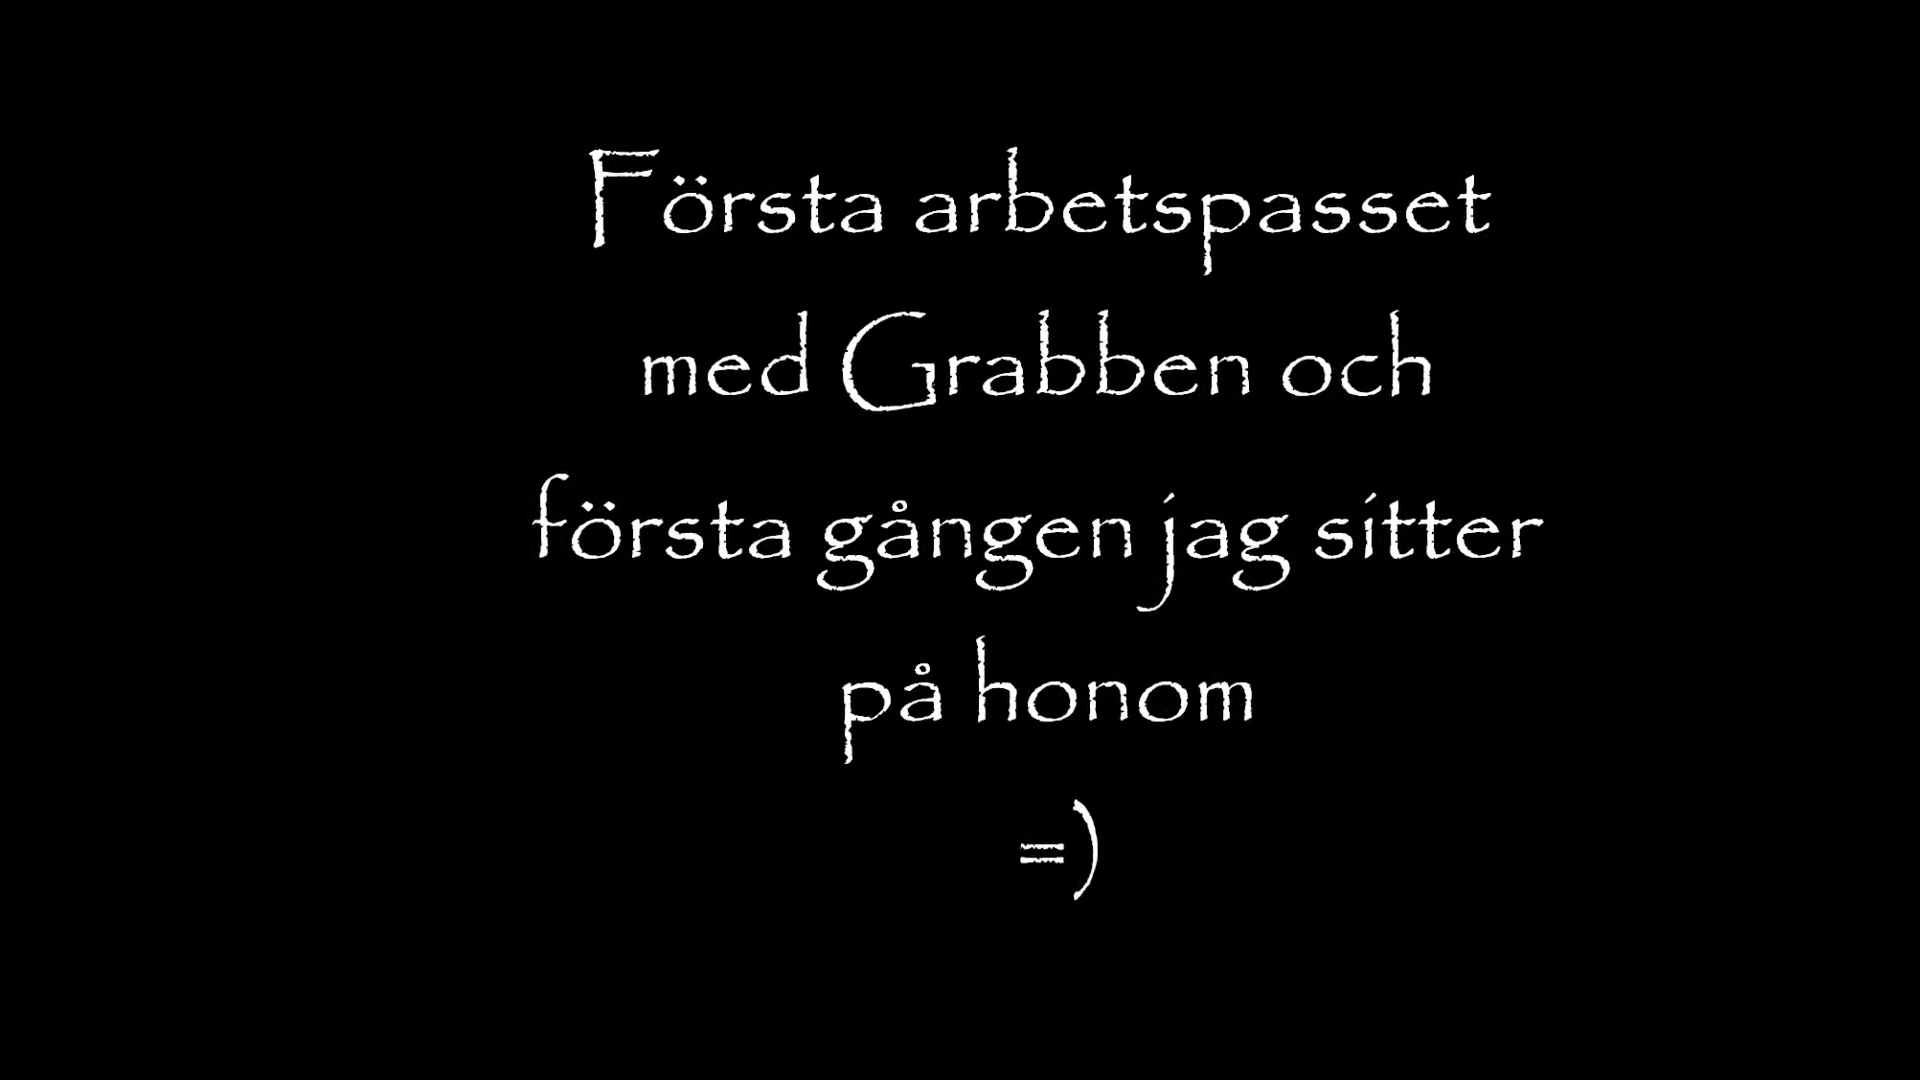 Första arbetspasset
med Grabben och
första gången jag sitter
på honom
=)